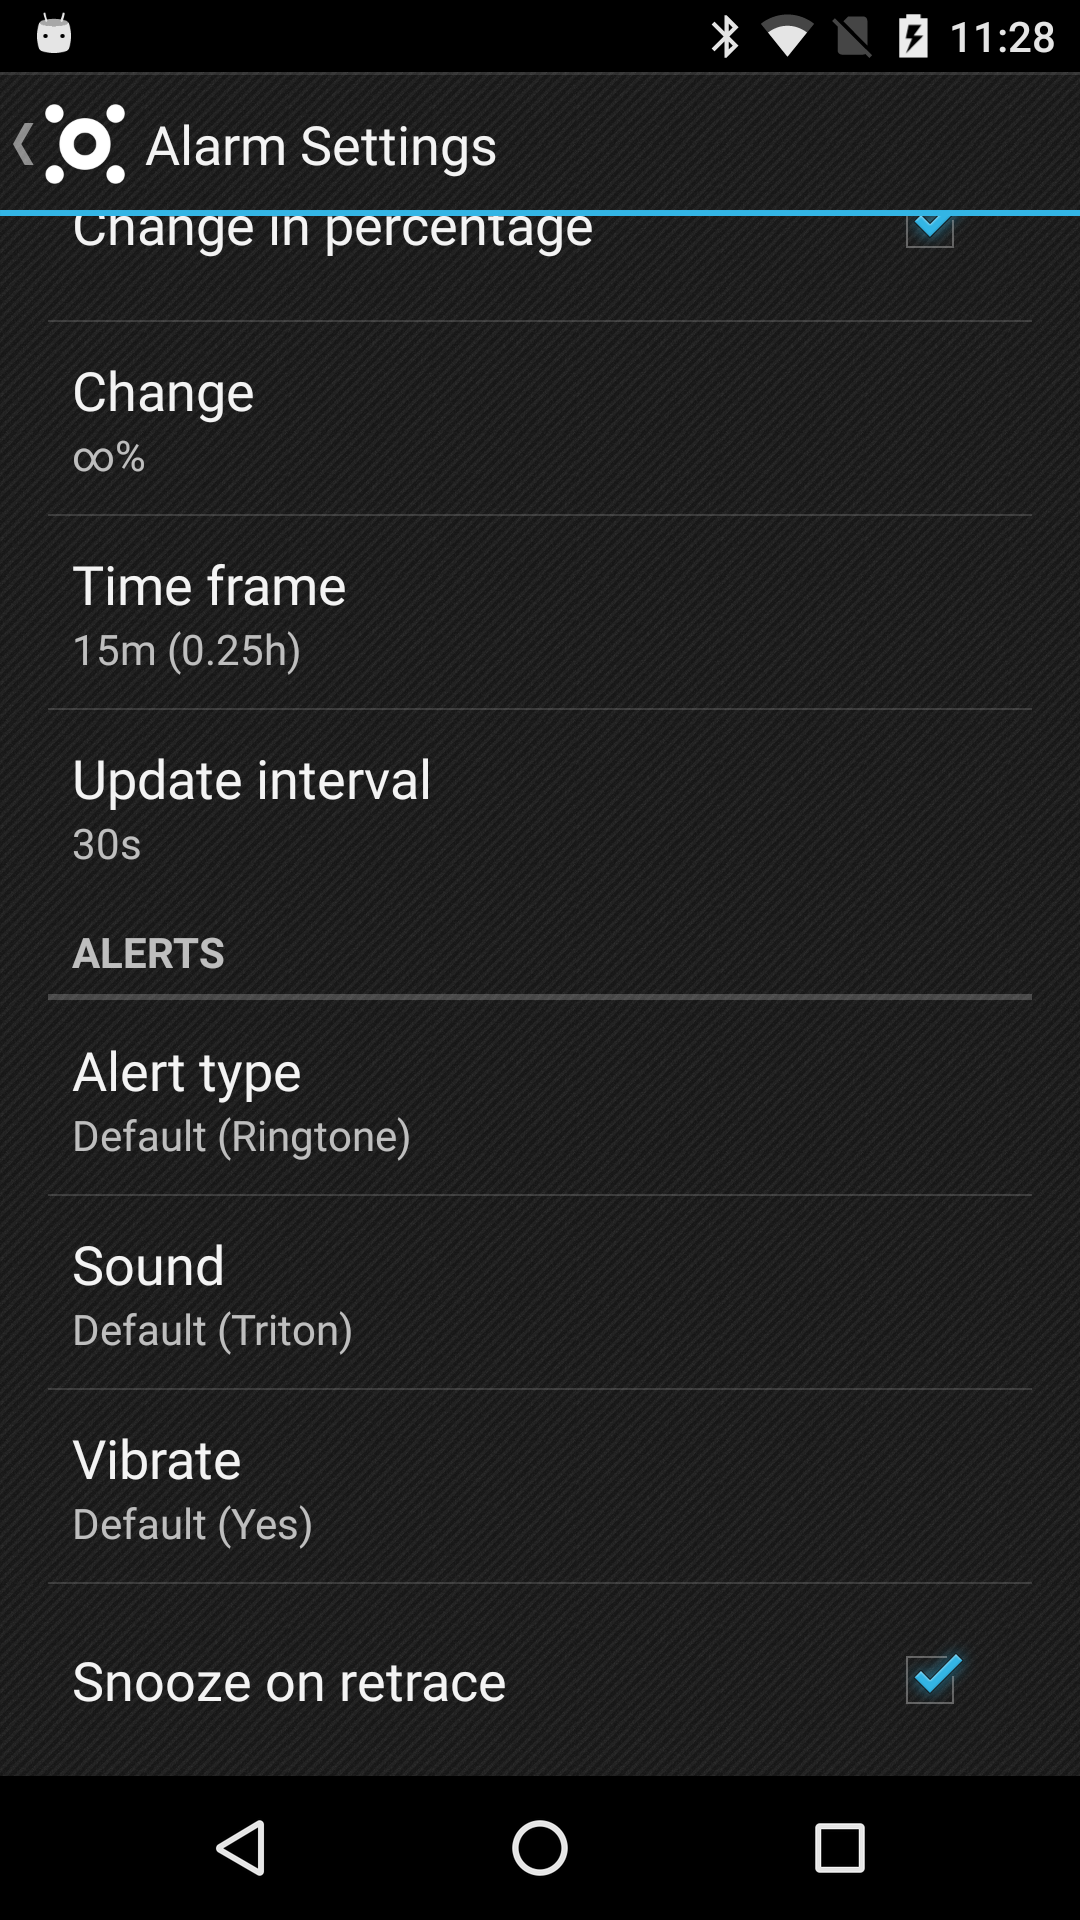 11:28
Alarm Settings
Change in percentage
Change
∞%
Time frame
15m (0.25h)
Update interval
30s
ALERTS
Alert type
Default (Ringtone)
Sound
Default (Triton)
Vibrate
Default (Yes)
Snooze on retrace